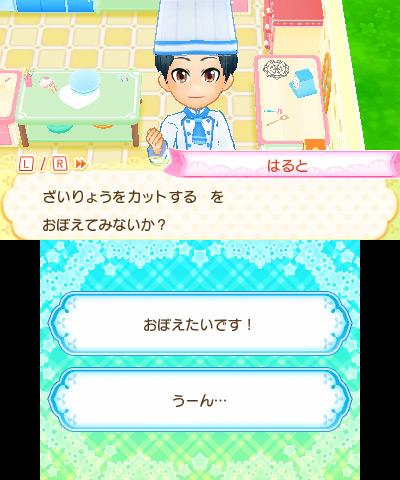 L / R
はると
ざいりょうをカットする　を
おぼえてみないか？
おぼえたいです！
うーん…